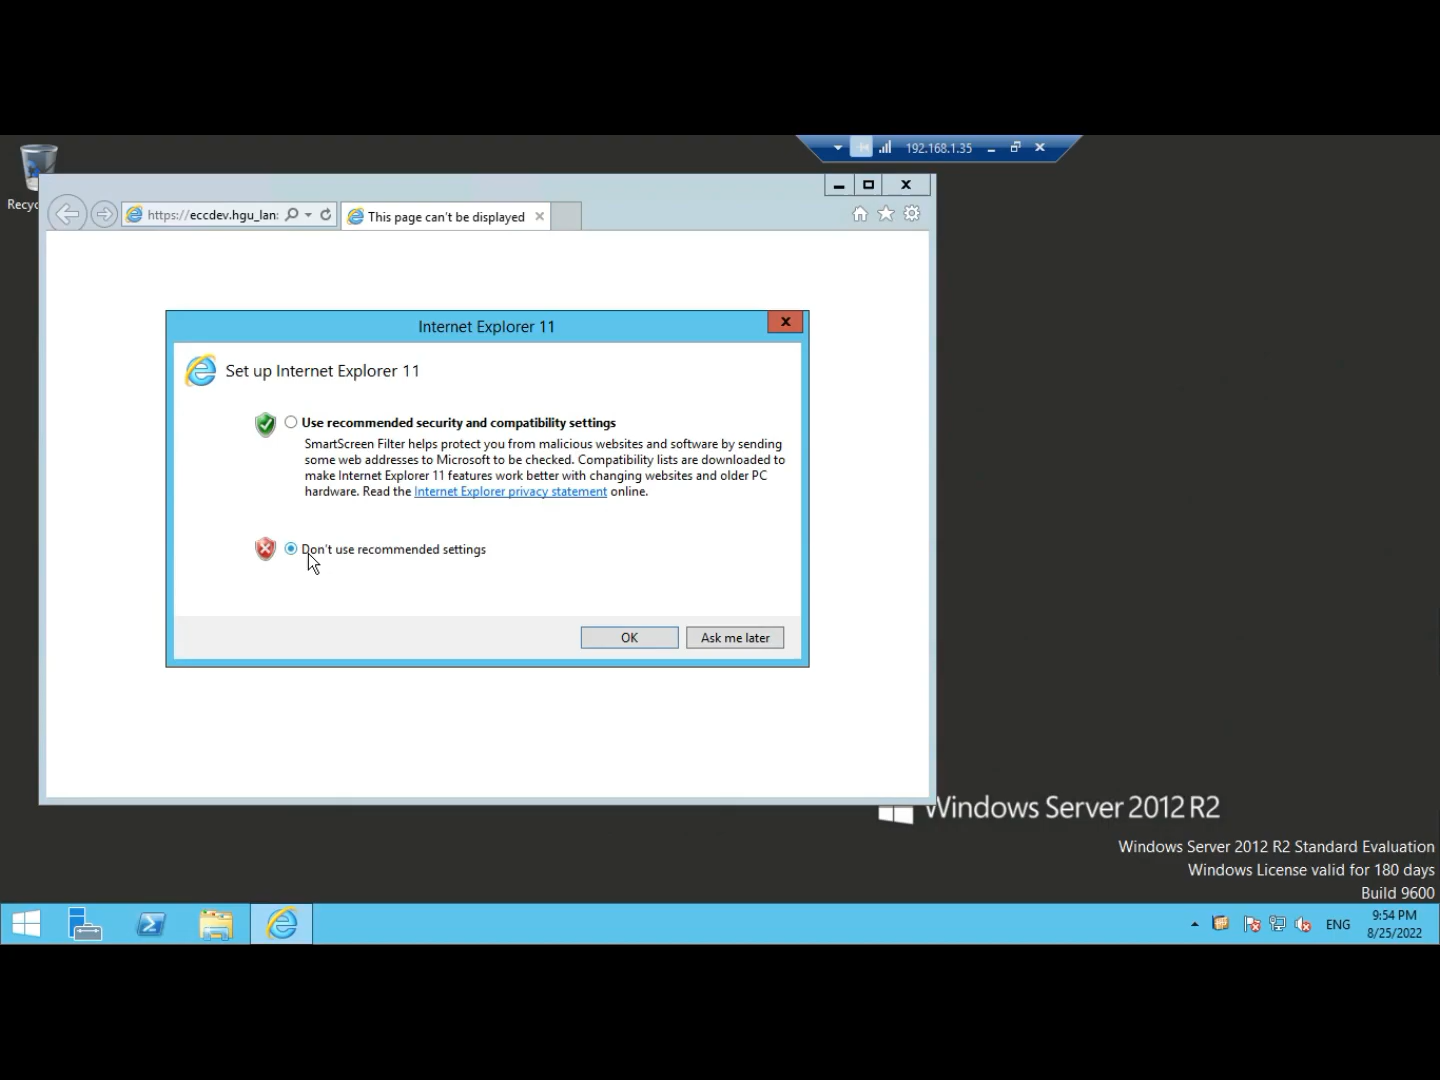 192.168.1.35
Recyc
https://eccdev.hgu_lan:
This page can't be displayed
Internet Explorer 11
Set up Internet Explorer 11
Use recommended security and compatibility settings
SmartScreen Filter helps protect you from malicious websites and software by sending
some web addresses to Microsoft to be checked. Compatibility lists are downloaded to
make Internet Explorer 11 features work better with changing websites and older PC
hardware. Read the Internet Explorer privacy statement online.
Don't use recommended settings
OK
Ask me later
Windows Server 2012 R2
Windows Server 2012 R2 Standard Evaluation
Windows License valid for 180 days
Build 9600
ENG
9:54 PM
8/25/2022